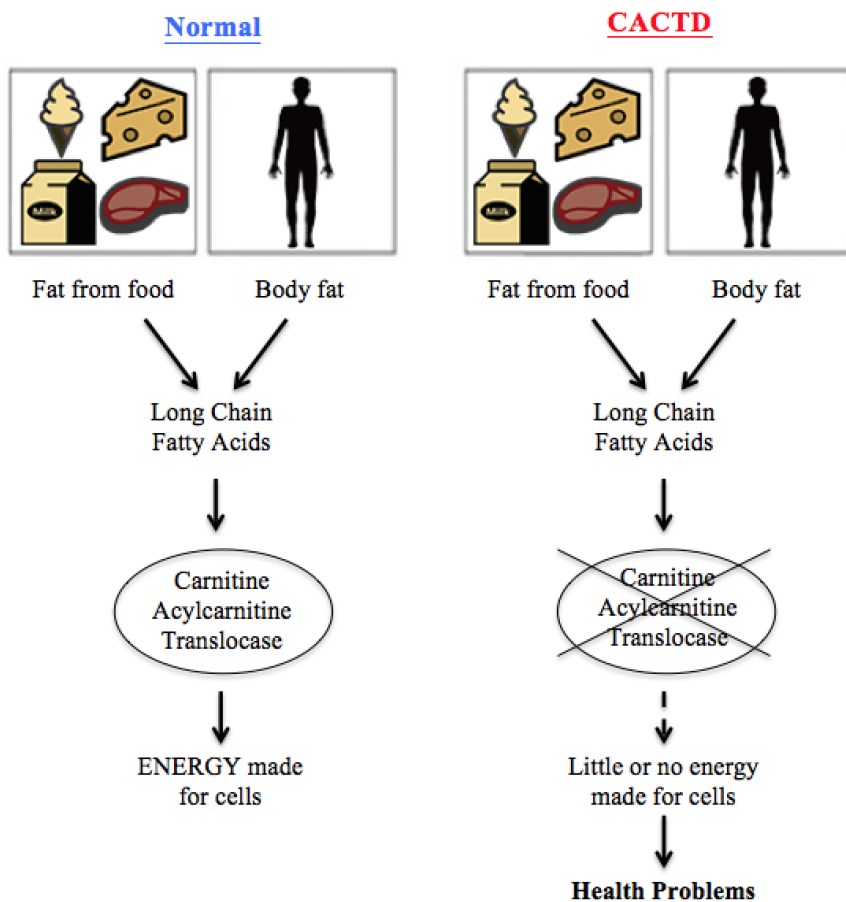 Normal
Milk
Fat from food
Body fat
Long Chain
Fatty Acids
Carnitine
Acylcarnitine
Translocase
ENERGY made
for cells
CACTD
Milk
Fat from food
Body fat
Long Chain
Fatty Acids
Carnitine
Acylcarnitine
Translocase
Little or no energy
made for cells
Health Problems